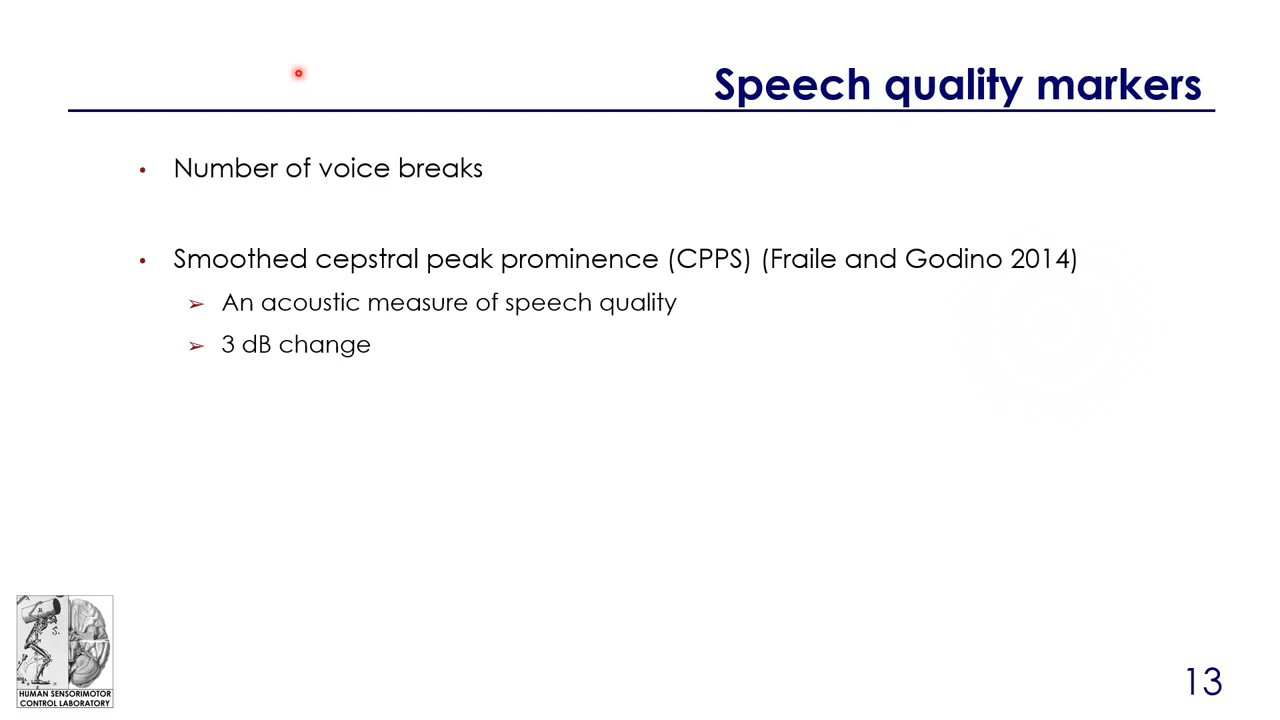 Speech quality markers
• Number of voice breaks
• Smoothed cepstral peak prominence (CPPS) (Fraile and Godino 2014)
➢ An acoustic measure of speech quality
➢ 3 dB change
HUMAN SENSORIMOTOR
CONTROL LABORATORY
13